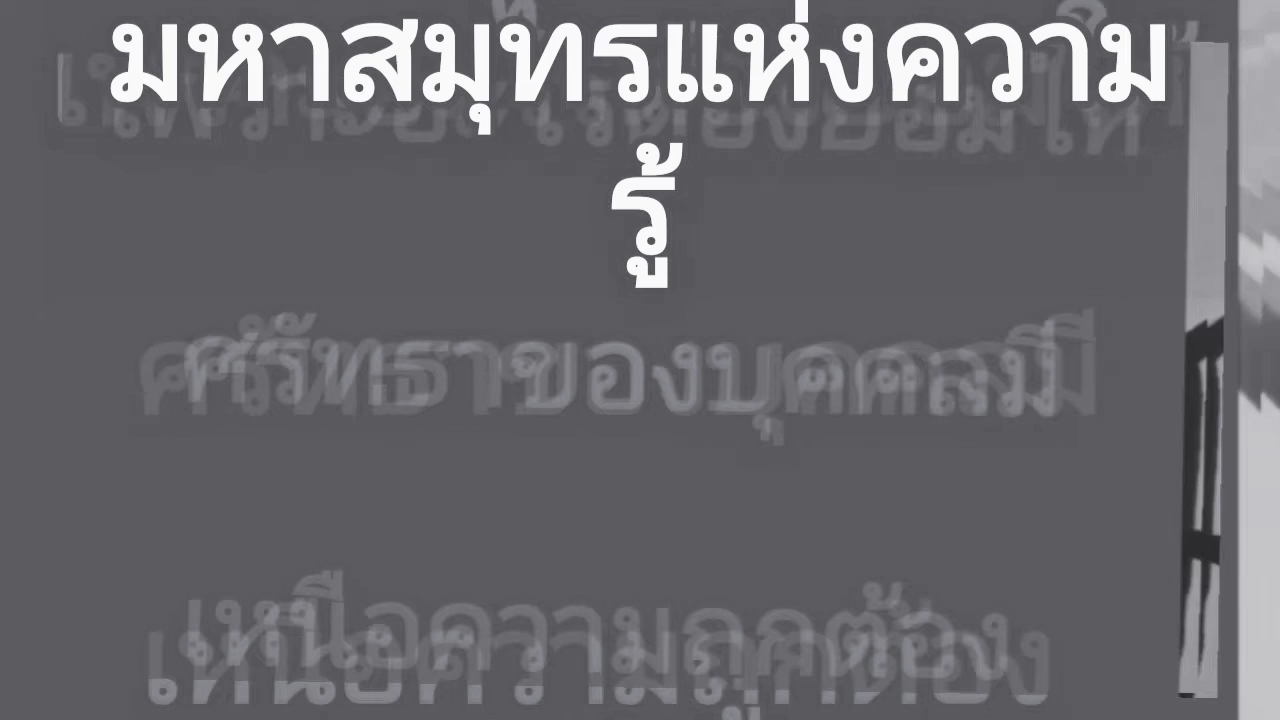 มหาสมุทรแห่งความ
รู้
ศรัทธาของบุคคลมี
เหนือความถูกต้อง